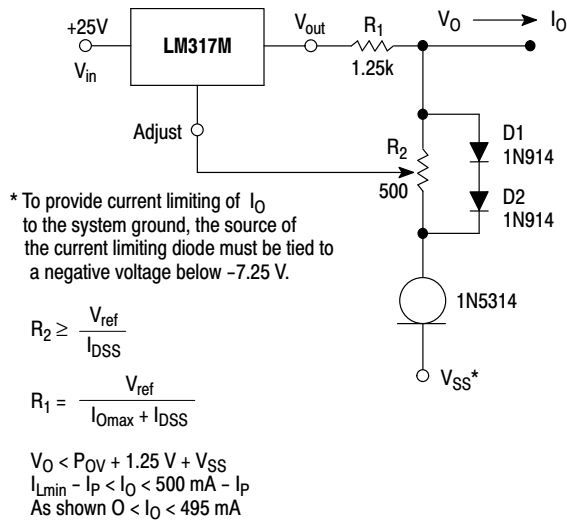 +25V
V_in
LM317M
V_out
R_1
1.25k
V_O
I_O
Adjust
R_2
500
D1
1N914
D2
1N914
* To provide current limiting of I_O
to the system ground, the source of
the current limiting diode must be tied to
a negative voltage below –7.25 V.
1N5314
V_SS*
R_2 ≥ V_ref / I_DSS
R_1 = V_ref / I_Omax + I_DSS
V_O < P_OV + 1.25 V + V_SS
I_Lmin – I_P < I_O < 500 mA – I_P
As shown O < I_O < 495 mA